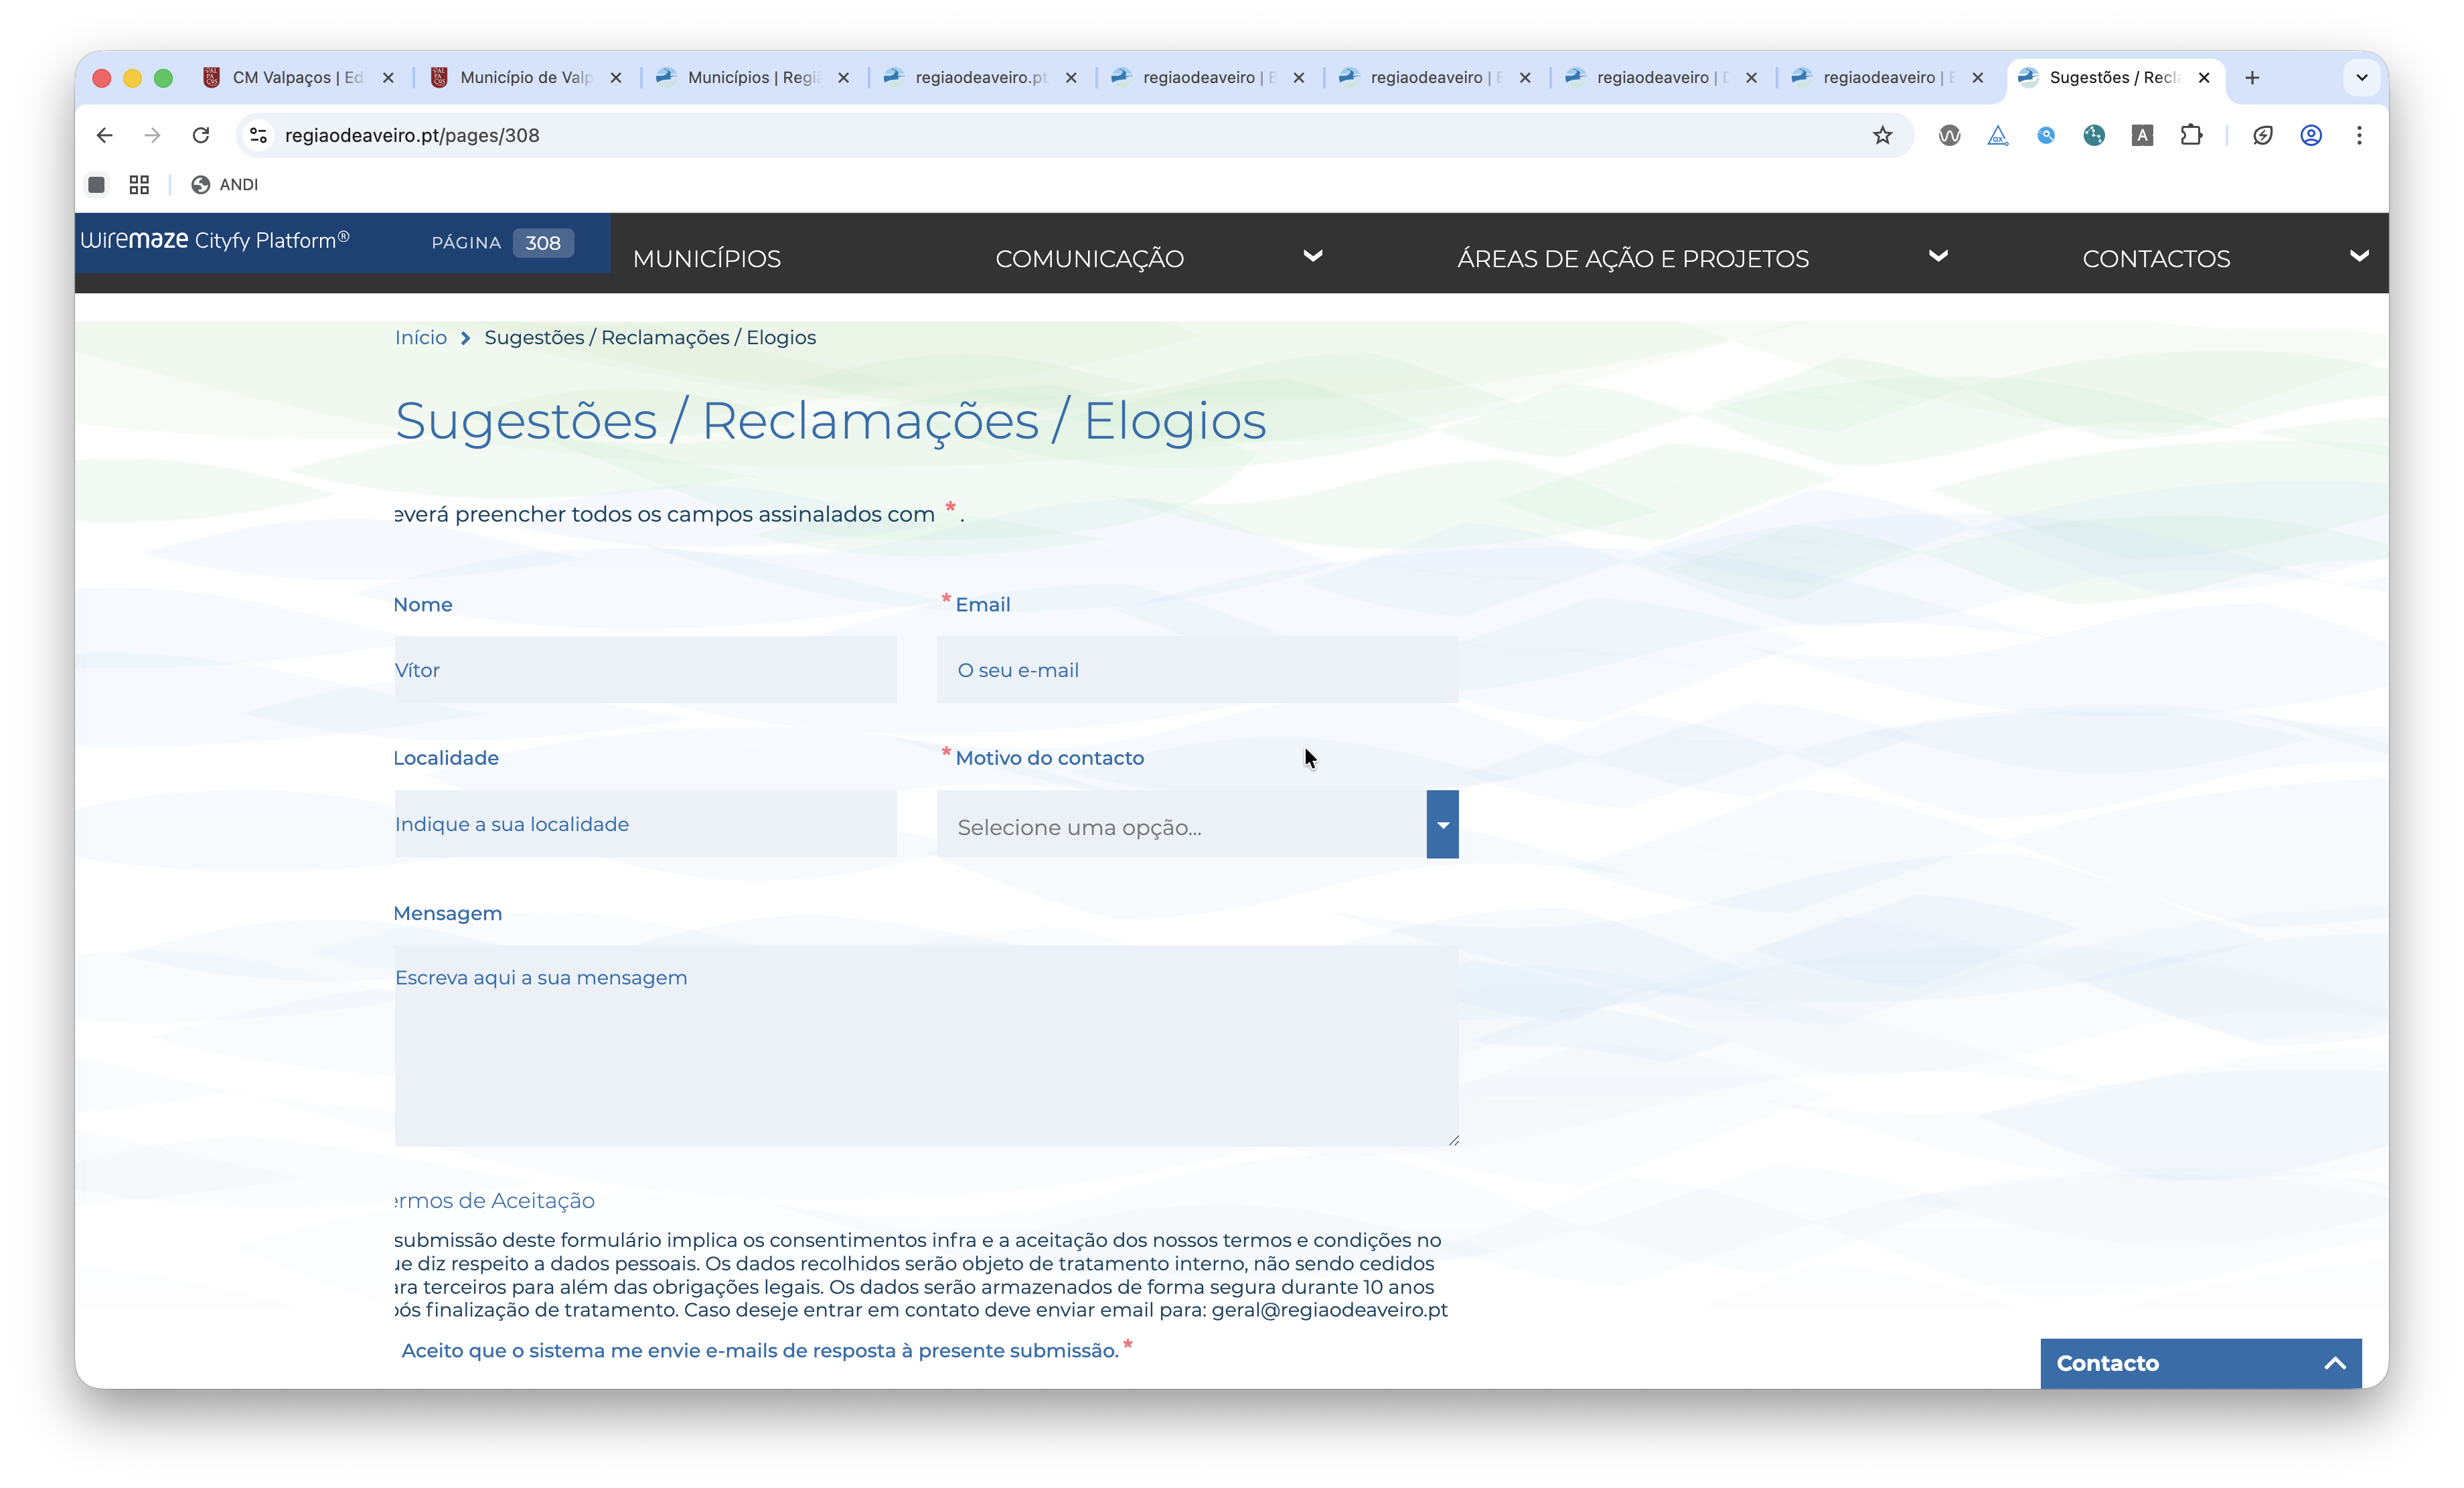 CM Valpaços | Ed
Município de Valp
Municípios | Regi
regiaodeaveiro.pt
regiaodeaveiro | E
regiaodeaveiro | E
regiaodeaveiro | D
regiaodeaveiro | E
Sugestões / Recl
regiaodeaveiro.pt/pages/308
ANDI
wiremaze Cityfy Platform®
PÁGINA 308
MUNICÍPIOS
COMUNICAÇÃO
ÁREAS DE AÇÃO E PROJETOS
CONTACTOS
Início Sugestões / Reclamações / Elogios
Sugestões / Reclamações / Elogios
everá preencher todos os campos assinalados com * .
Nome
* Email
Vítor
O seu e-mail
Localidade
* Motivo do contacto
Indique a sua localidade
Selecione uma opção...
Mensagem
Escreva aqui a sua mensagem
ermos de Aceitação
submissão deste formulário implica os consentimentos infra e a aceitação dos nossos termos e condições no
ue diz respeito a dados pessoais. Os dados recolhidos serão objeto de tratamento interno, não sendo cedidos
ara terceiros para além das obrigações legais. Os dados serão armazenados de forma segura durante 10 anos
pós finalização de tratamento. Caso deseje entrar em contato deve enviar email para: geral@regiaodeaveiro.pt
Aceito que o sistema me envie e-mails de resposta à presente submissão. *
Contacto